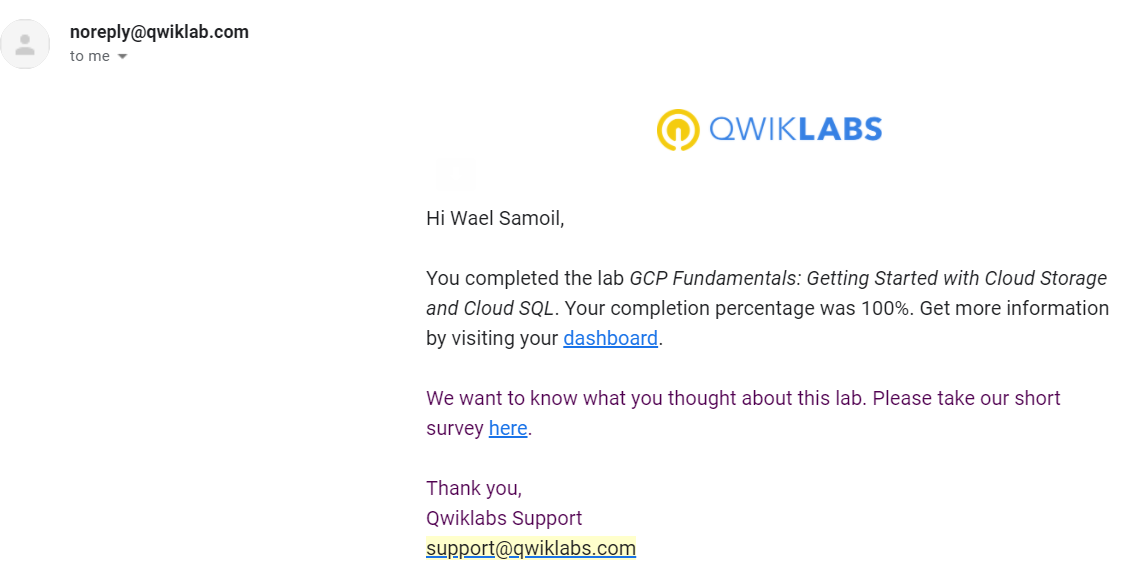 noreply@qwiklab.com
to me
QWIKLABS
Hi Wael Samoil,
You completed the lab GCP Fundamentals: Getting Started with Cloud Storage
and Cloud SQL. Your completion percentage was 100%. Get more information
by visiting your dashboard.
We want to know what you thought about this lab. Please take our short
survey here.
Thank you,
Qwiklabs Support
support@qwiklabs.com